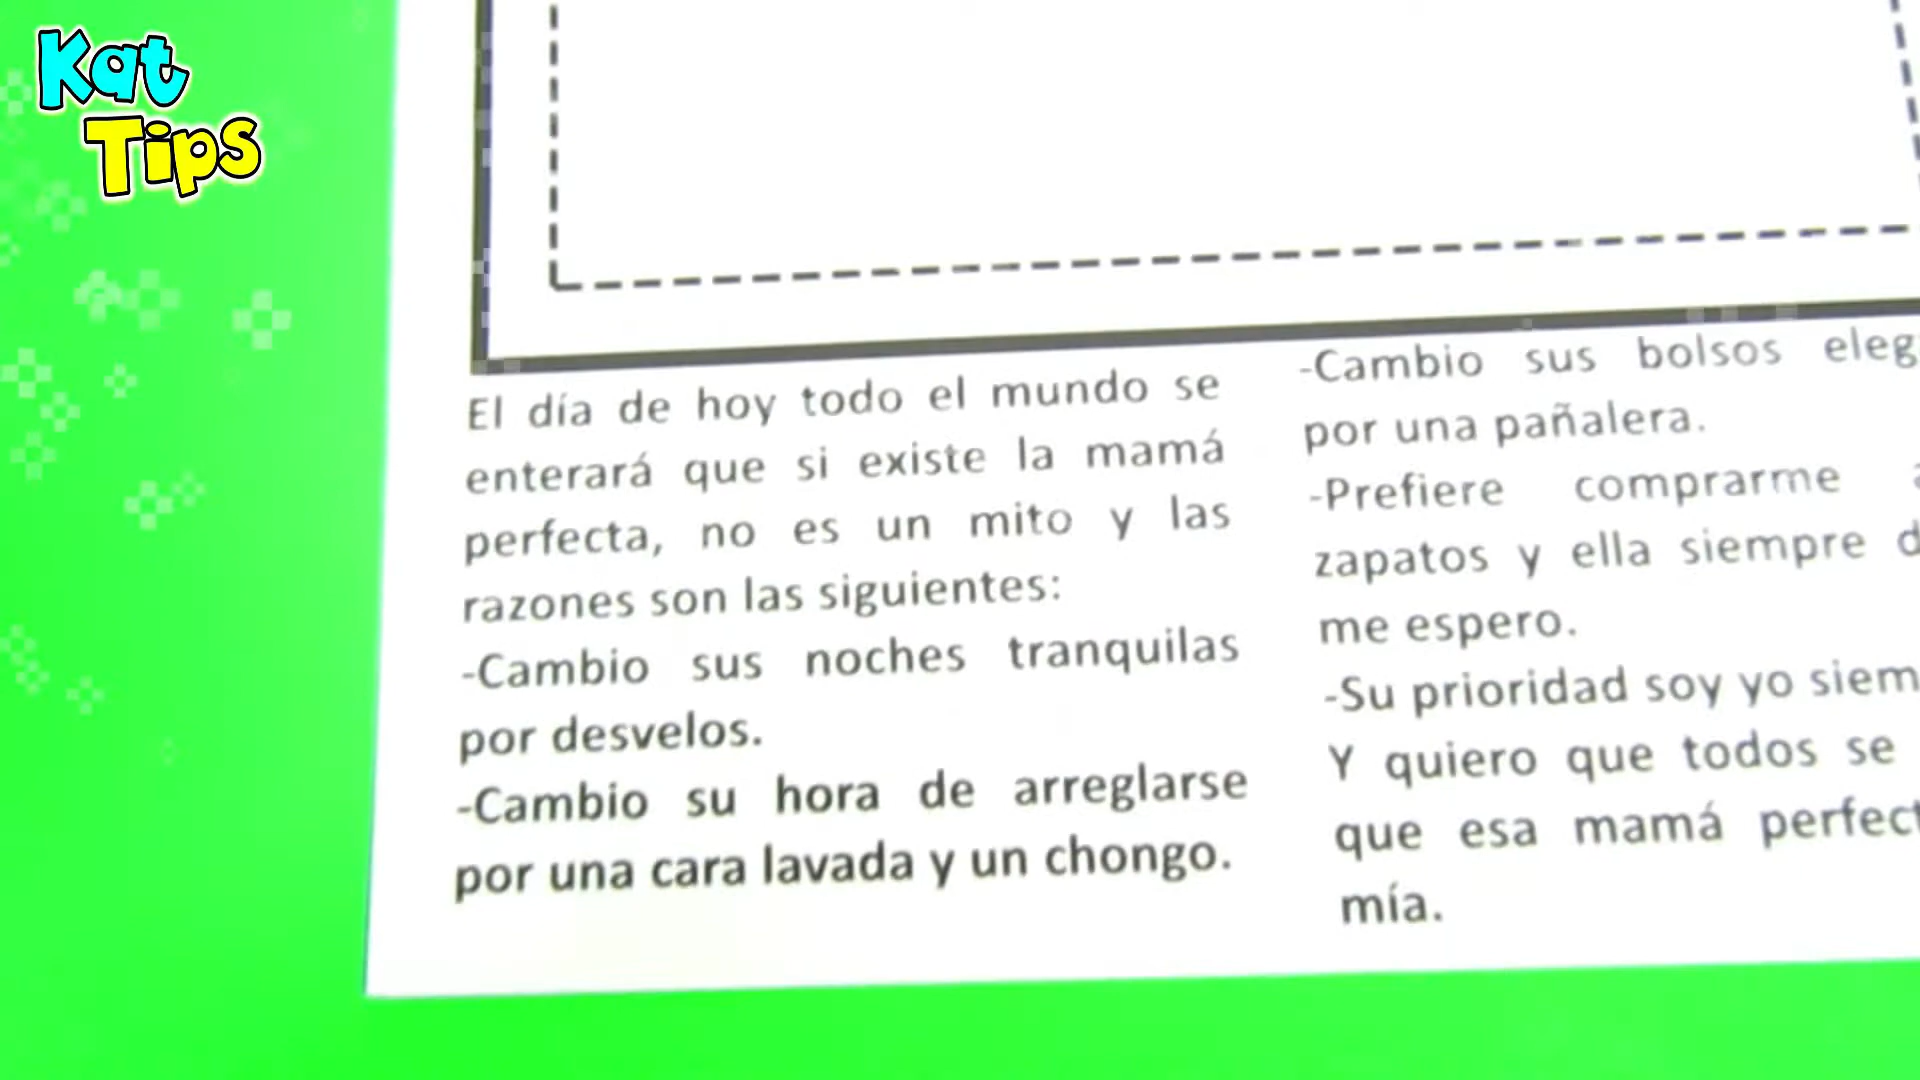 Kat
Tips
El día de hoy todo el mundo se
enterará que si existe la mamá
perfecta, no es un mito y las
razones son las siguientes:
-Cambio sus noches tranquilas
por desvelos.
-Cambio su hora de arreglarse
por una cara lavada y un chongo.
-Cambio sus bolsos
por una pañalera.
-Prefiere comprarme
zapatos y ella siempre
me espero.
-Su prioridad soy yo
Y quiero que todos se
que esa mamá
mía.